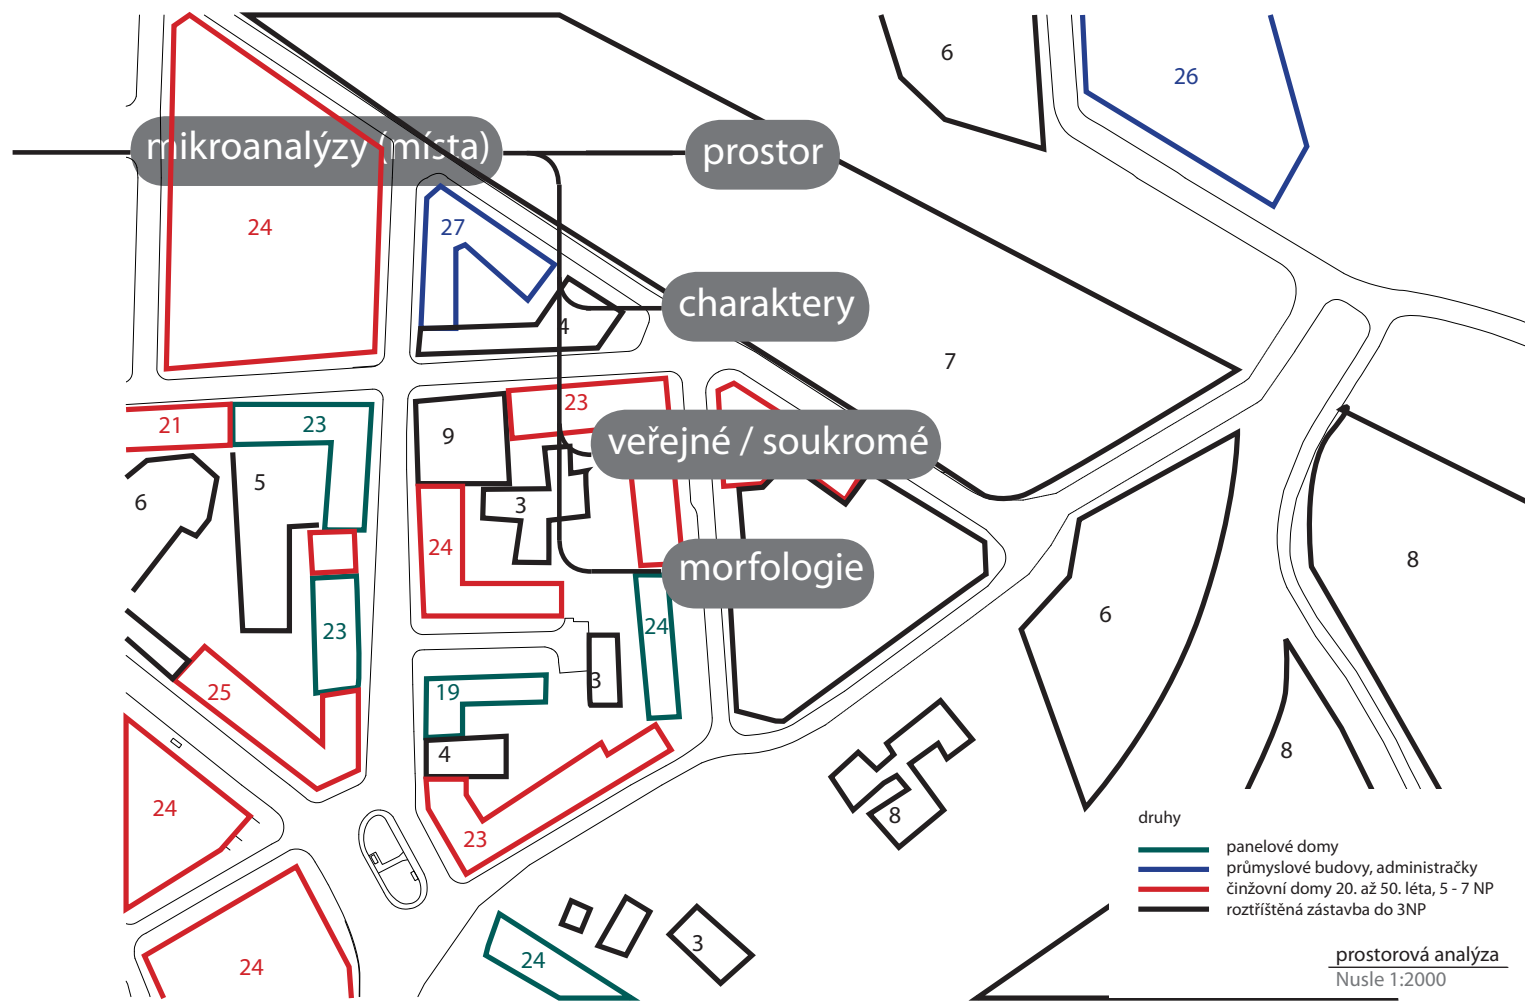 6
26
mikroanalýzy (místa)
prostor
24
27
charaktery
4
7
21
23
23
9
veřejné / soukromé
5
6
3
24
morfologie
8
6
23
24
25
19
3
4
8
24
23
8
druhy
panelové domy
průmyslové budovy, administračky
činžovní domy 20. až 50. léta, 5 - 7 NP
roztříštěná zástavba do 3NP
3
24
24
prostorová analýza
Nusle 1:2000